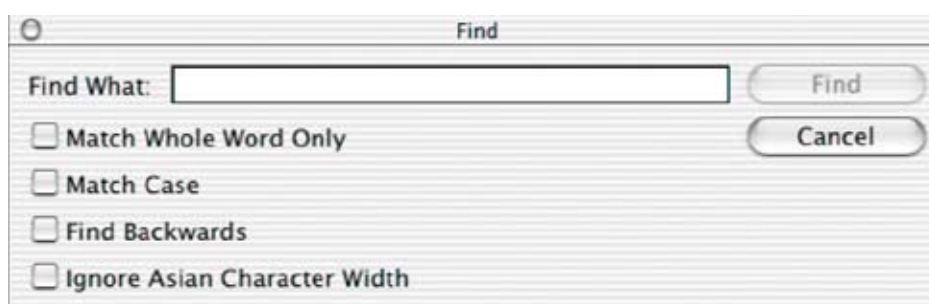 Find
Find What: Find
Match Whole Word Only Cancel
Match Case
Find Backwards
Ignore Asian Character Width